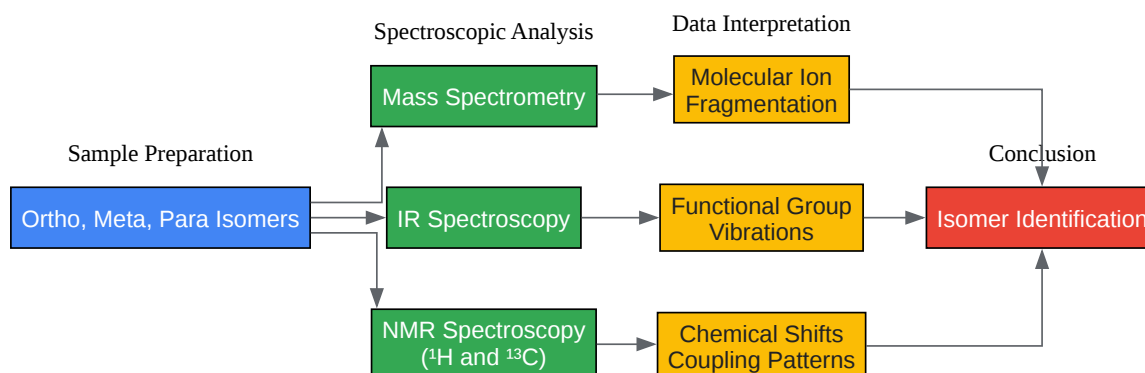 Spectroscopic Analysis
Data Interpretation
Mass Spectrometry
Molecular Ion
Fragmentation
Sample Preparation
Conclusion
Ortho, Meta, Para Isomers
IR Spectroscopy
Functional Group
Vibrations
Isomer Identification
NMR Spectroscopy
(¹H and ¹³C)
Chemical Shifts
Coupling Patterns